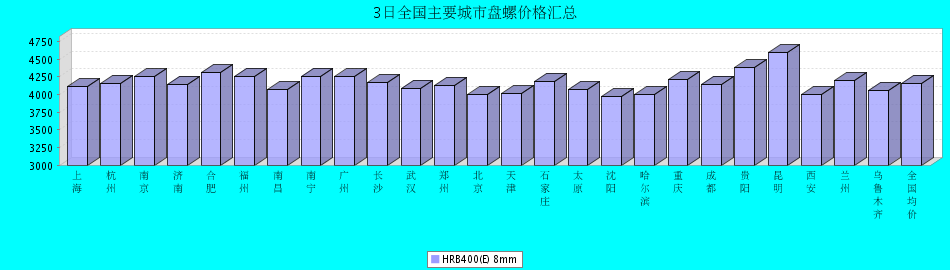 3日全国主要城市盘螺价格汇总
4750
4500
4250
4000
3750
3500
3250
3000
上海
杭州
南京
济南
合肥
福州
南昌
南宁
广州
长沙
武汉
郑州
北京
天津
石家庄
太原
沈阳
哈尔滨
重庆
成都
贵阳
昆明
西安
兰州
乌鲁木齐
全国均价
HRB400(E) 8mm